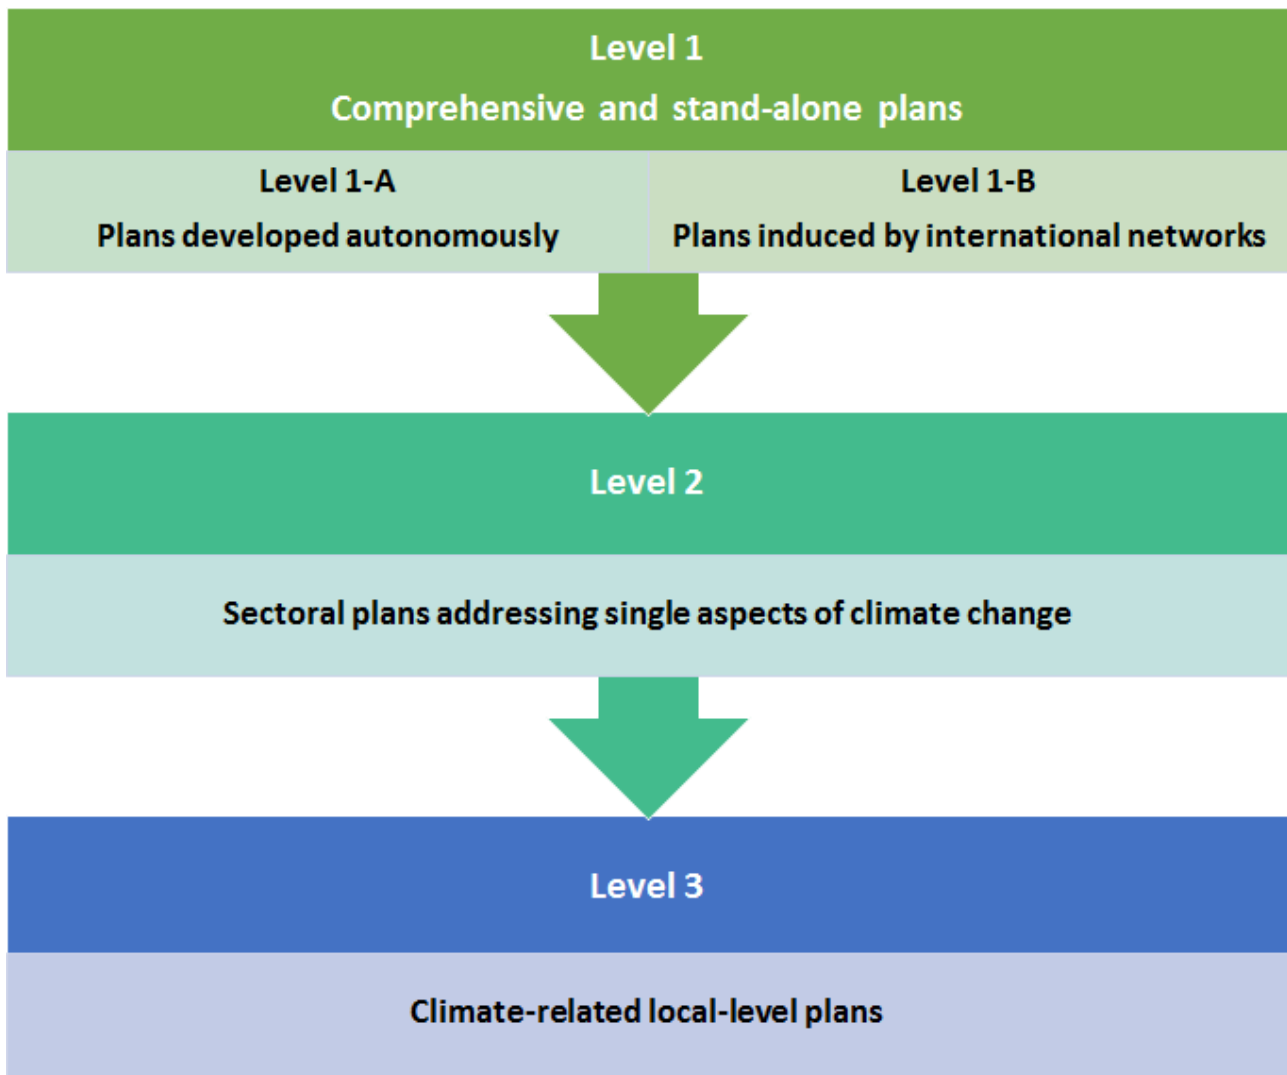 Level 1
Comprehensive and stand-alone plans
Level 1-A
Plans developed autonomously
Level 1-B
Plans induced by international networks
Level 2
Sectoral plans addressing single aspects of climate change
Level 3
Climate-related local-level plans